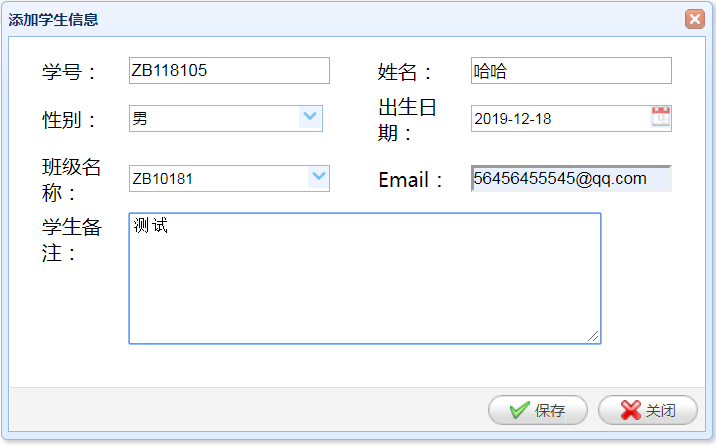 添加学生信息
学号： ZB118105 姓名： 哈哈
性别： 男 出生日期： 2019-12-18
班级名称： ZB10181 Email： 56456455545@qq.com
学生备注： 测试
保存 关闭